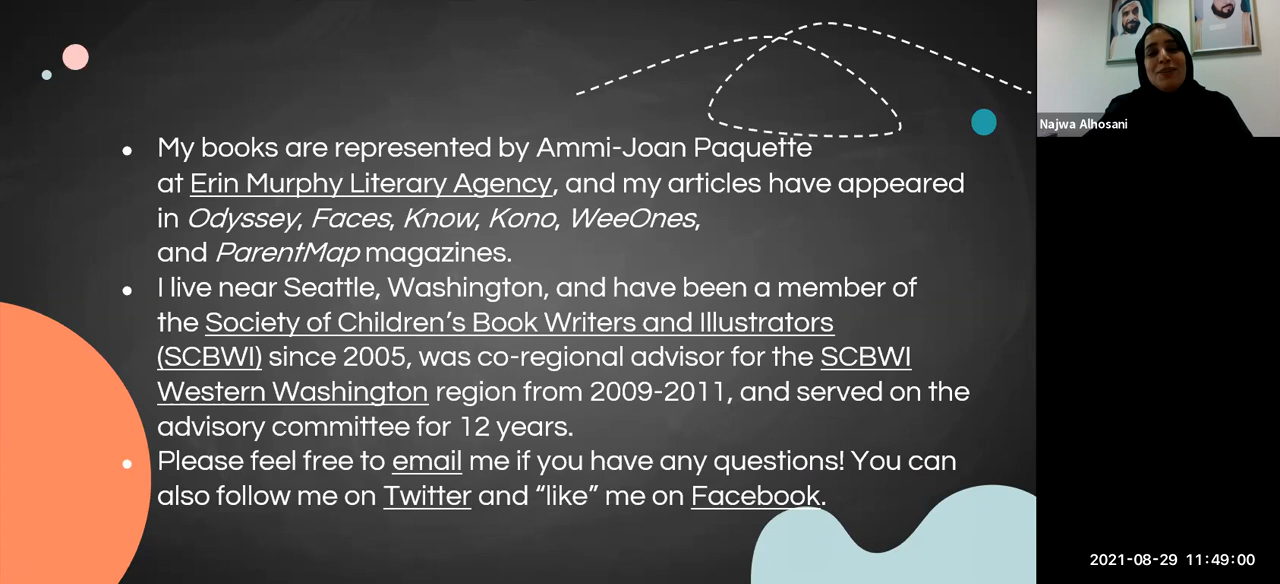 My books are represented by Ammi-Joan Paquette
at Erin Murphy Literary Agency, and my articles have appeared
in Odyssey, Faces, Know, Kono, WeeOnes,
and ParentMap magazines.
I live near Seattle, Washington, and have been a member of
the Society of Children’s Book Writers and Illustrators
(SCBWI) since 2005, was co-regional advisor for the SCBWI
Western Washington region from 2009-2011, and served on the
advisory committee for 12 years.
Please feel free to email me if you have any questions! You can
also follow me on Twitter and “like” me on Facebook.
Najwa Alhosani
2021-08-29 11:49:00